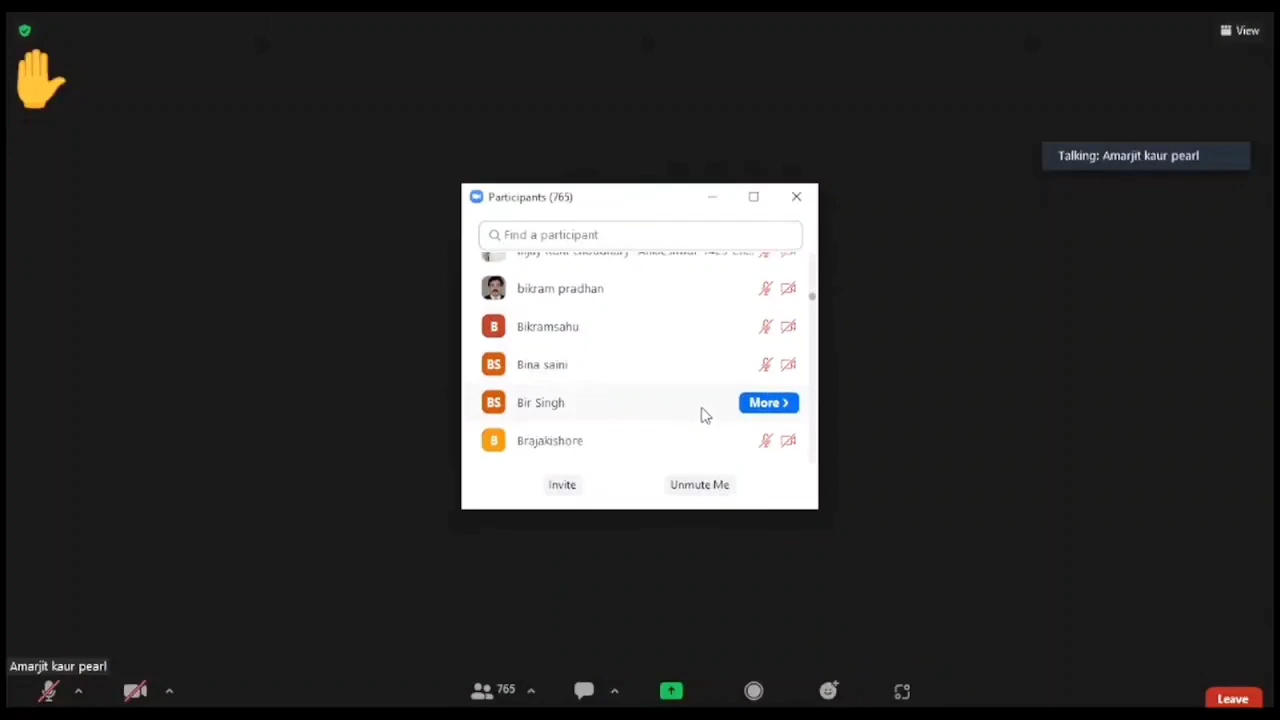 View
Talking: Amarjit kaur pearl
Participants (765)
Find a participant
bikram pradhan
Bikramsahu
B
Bina saini
BS
Bir Singh
BS
More
Brajakishore
B
Invite
Unmute Me
Amarjit kaur pearl
765
Leave